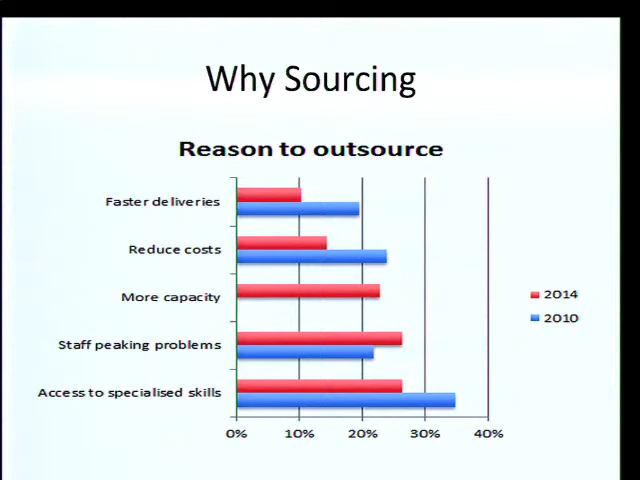 Why Sourcing
Reason to outsource
Faster deliveries
Reduce costs
More capacity
Staff peaking problems
Access to specialised skills
0% 10% 20% 30% 40%
2014
2010